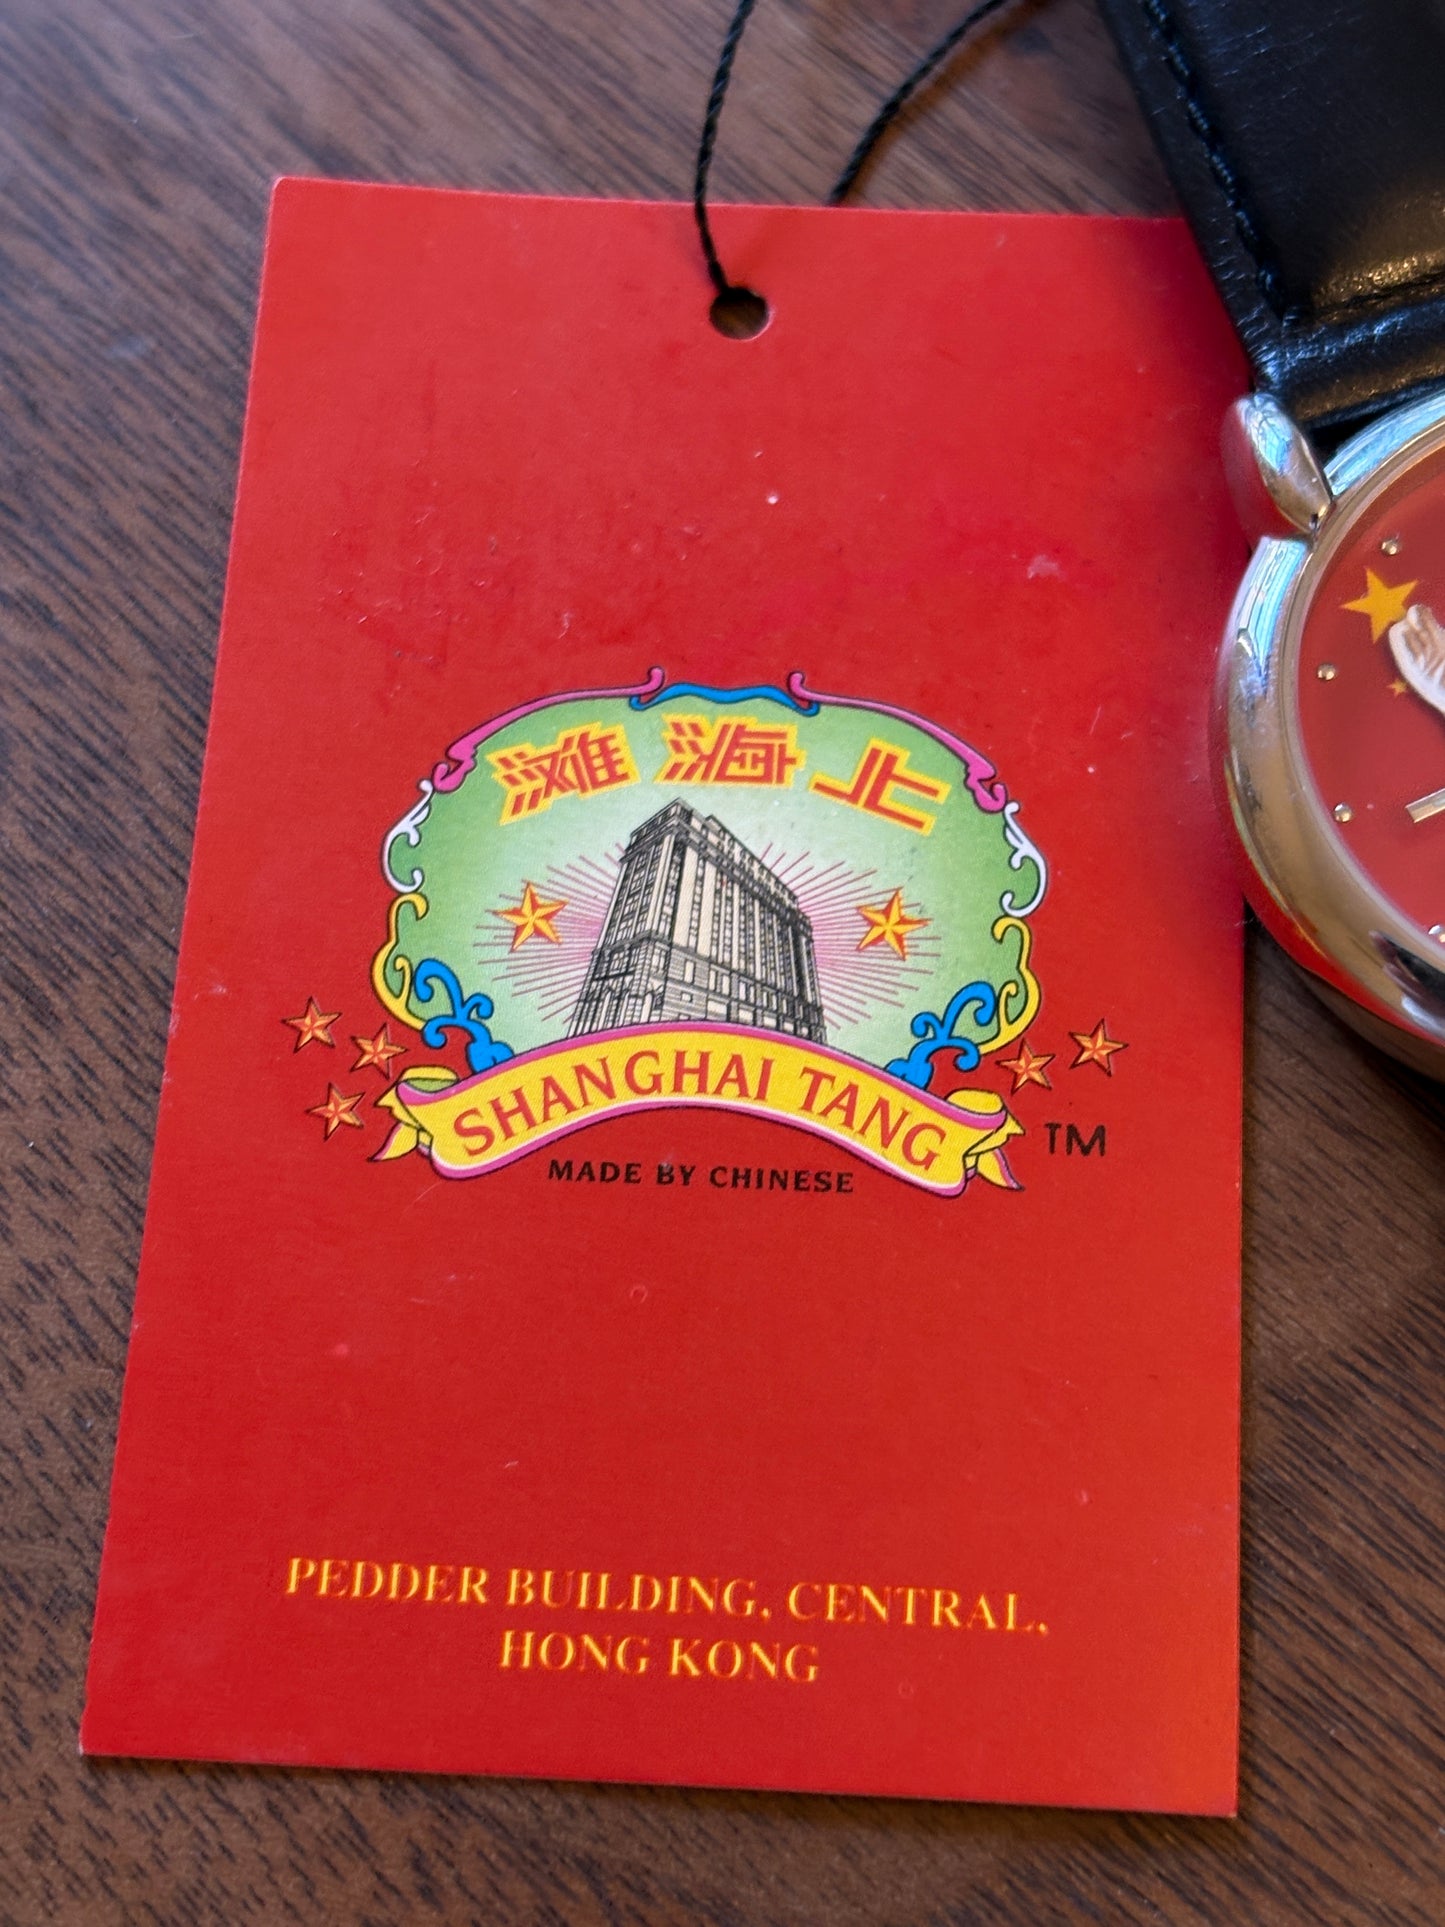 上海灘
SHANGHAI TANG
TM
MADE BY CHINESE
PEDDER BUILDING, CENTRAL,
HONG KONG